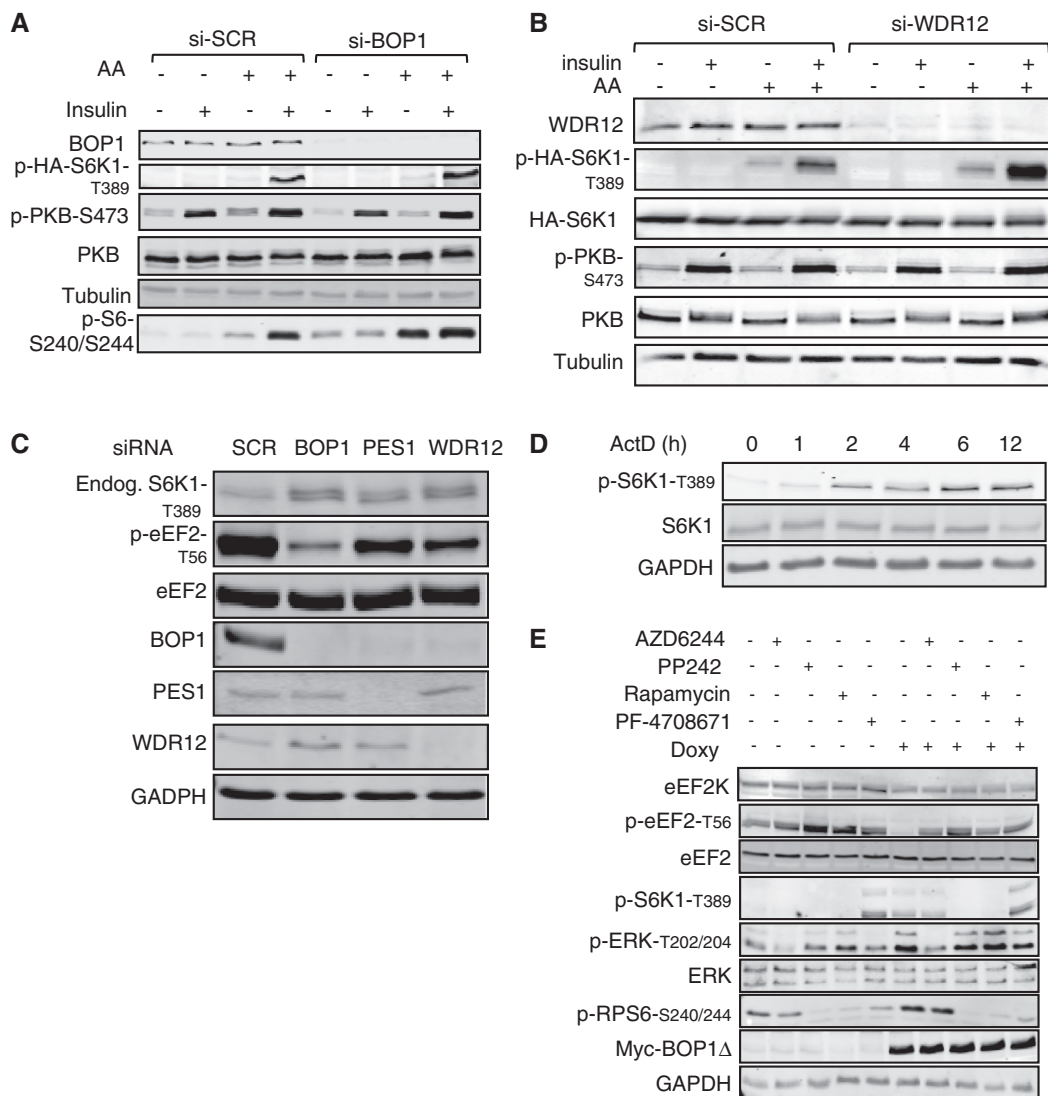 A
si-SCR si-BOP1
AA - - + + - - + +
Insulin - + - + - + - +
BOP1
p-HA-S6K1-
T389
p-PKB-S473
PKB
Tubulin
p-S6-
S240/S244
B
si-SCR si-WDR12
insulin - + - + - + - +
AA - - + + - - + +
WDR12
p-HA-S6K1-
T389
HA-S6K1
p-PKB-
S473
PKB
Tubulin
C
siRNA SCR BOP1 PES1 WDR12
Endog. S6K1-
T389
p-eEF2-
T56
eEF2
BOP1
PES1
WDR12
GADPH
D
ActD (h) 0 1 2 4 6 12
p-S6K1-T389
S6K1
GAPDH
E
AZD6244 - + - - - - + - - -
PP242 - - + - - - - + - -
Rapamycin - - - + - - - - + -
PF-4708671 - - - - + - - - - +
Doxy - - - - - + + + + +
eEF2K
p-eEF2-T56
eEF2
p-S6K1-T389
p-ERK-T202/204
ERK
p-RPS6-S240/244
Myc-BOP1Δ
GAPDH